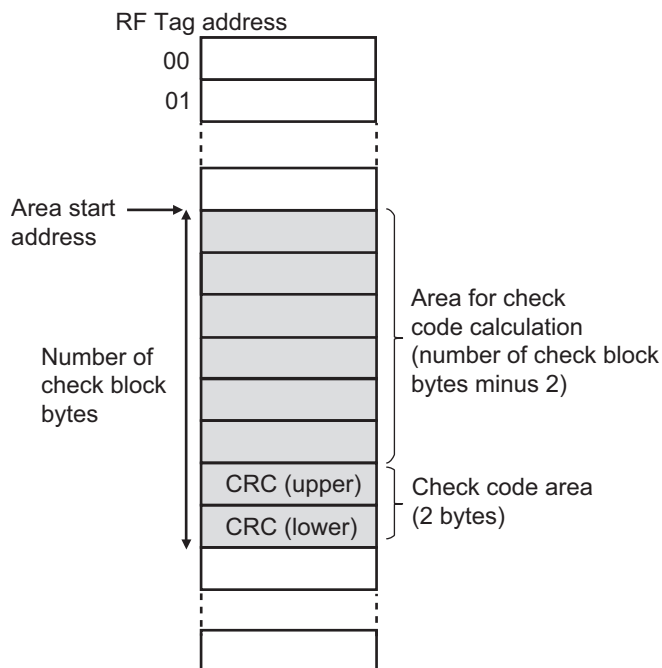 RF Tag address
00
01
Area start
address
Number of
check block
bytes
Area for check
code calculation
(number of check block
bytes minus 2)
CRC (upper)
CRC (lower)
Check code area
(2 bytes)